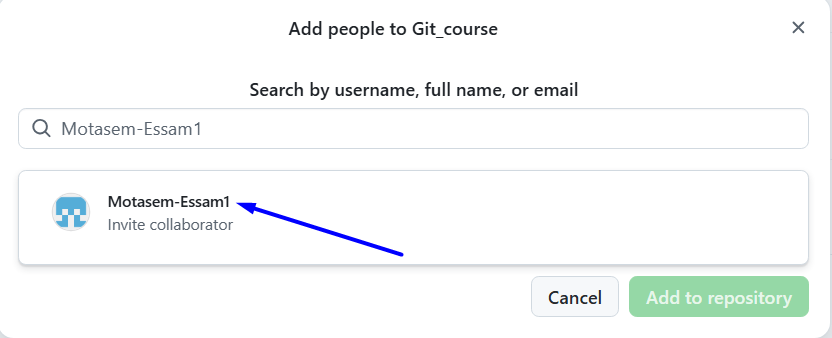 Add people to Git_course
Search by username, full name, or email
Motasem-Essam1
Motasem-Essam1
Invite collaborator
Cancel
Add to repository